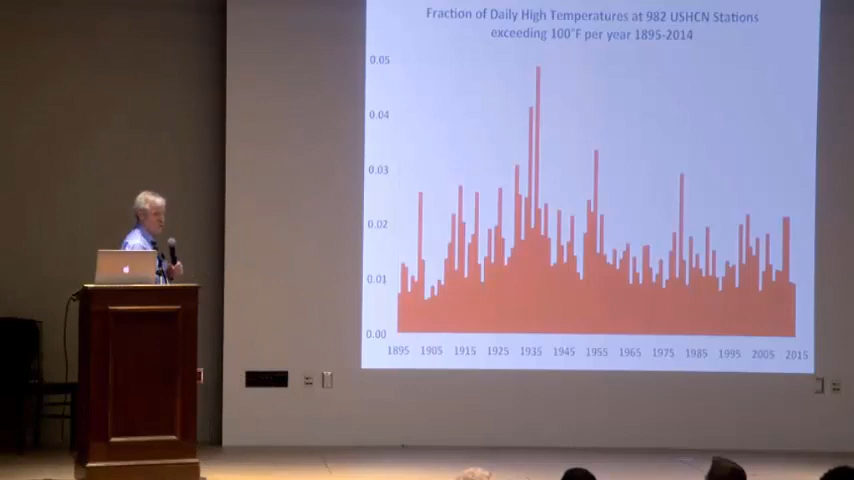 Fraction of Daily High Temperatures at 982 USHCN Stations
exceeding 100°F per year 1895-2014
0.05
0.04
0.03
0.02
0.01
0.00
1895 1905 1915 1925 1935 1945 1955 1965 1975 1985 1995 2005 2015